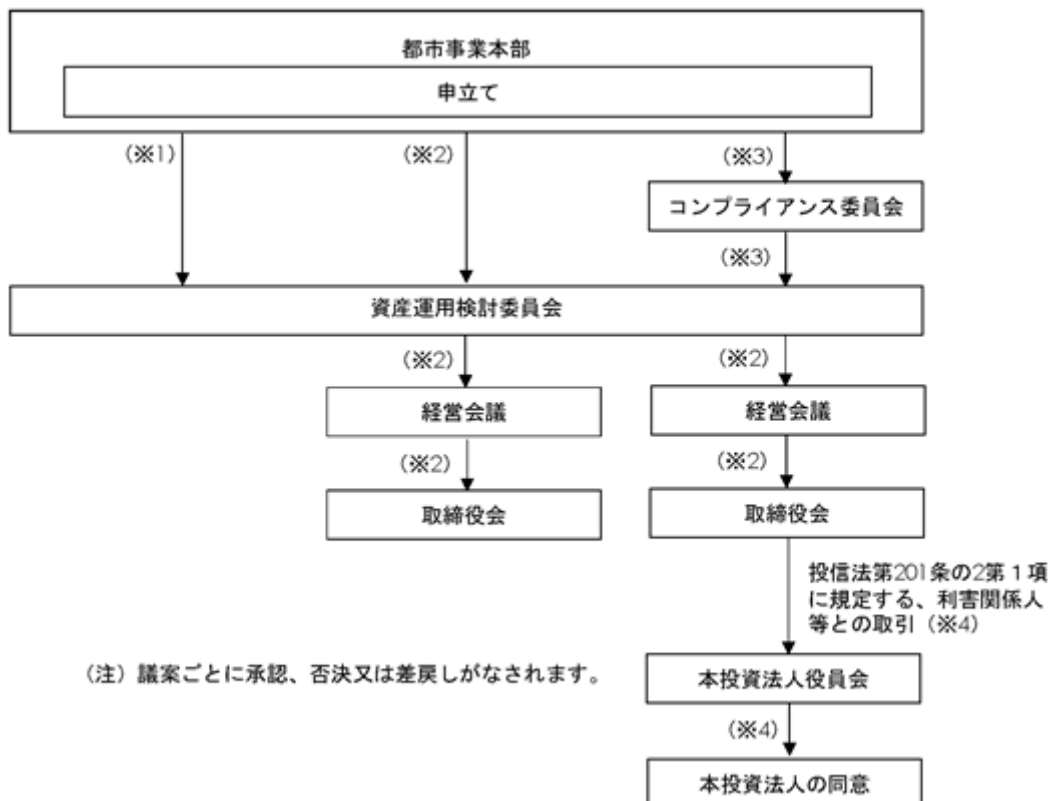 都市事業本部
申立て
(※1)
(※2)
(※3)
コンプライアンス委員会
(※3)
資産運用検討委員会
(※2)
(※2)
経営会議
経営会議
(※2)
(※2)
取締役会
取締役会
投信法第201条の2第1項
に規定する、利害関係人
等との取引（※4）
（注）議案ごとに承認、否決又は差戻しがなされます。
本投資法人役員会
(※4)
本投資法人の同意